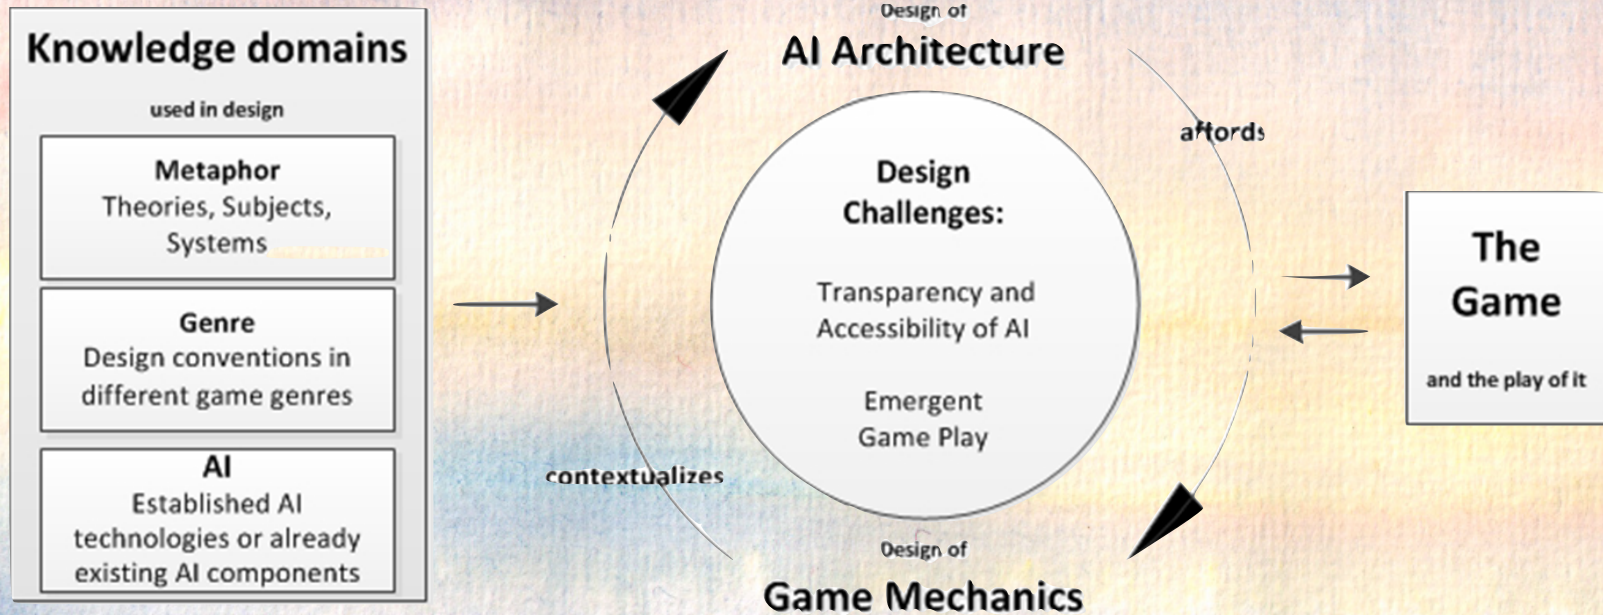 Knowledge domains
used in design
Metaphor
Theories, Subjects,
Systems
Genre
Design conventions in
different game genres
AI
Established AI
technologies or already
existing AI components
Design of
AI Architecture
affords
Design
Challenges:
Transparency and
Accessibility of AI
Emergent
Game Play
contextualizes
Design of
Game Mechanics
The
Game
and the play of it